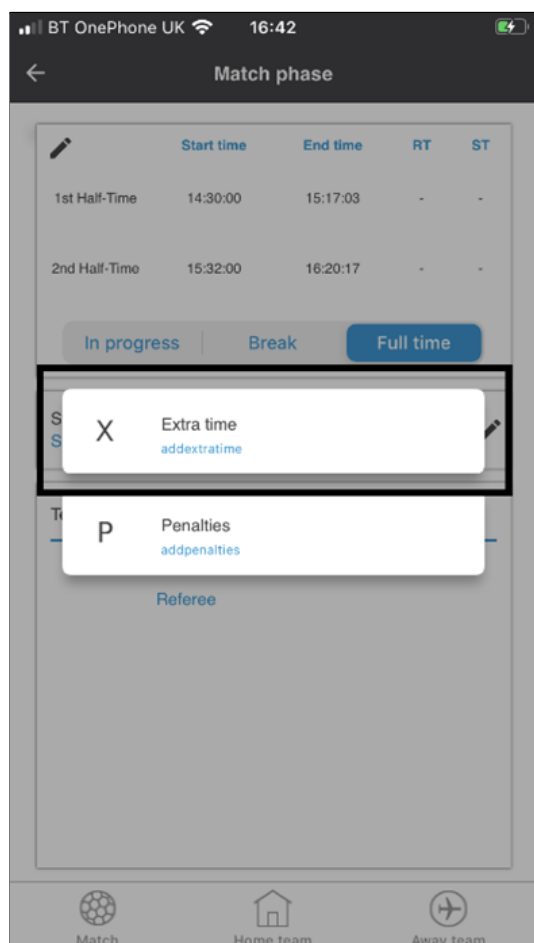 BT OnePhone UK 16:42
Match phase
Start time End time RT ST
1st Half-Time 14:30:00 15:17:03 - -
2nd Half-Time 15:32:00 16:20:17 - -
In progress Break Full time
S
S
X Extra time
addextratime
Te
P Penalties
addpenalties
Referee
Match Home team Away team